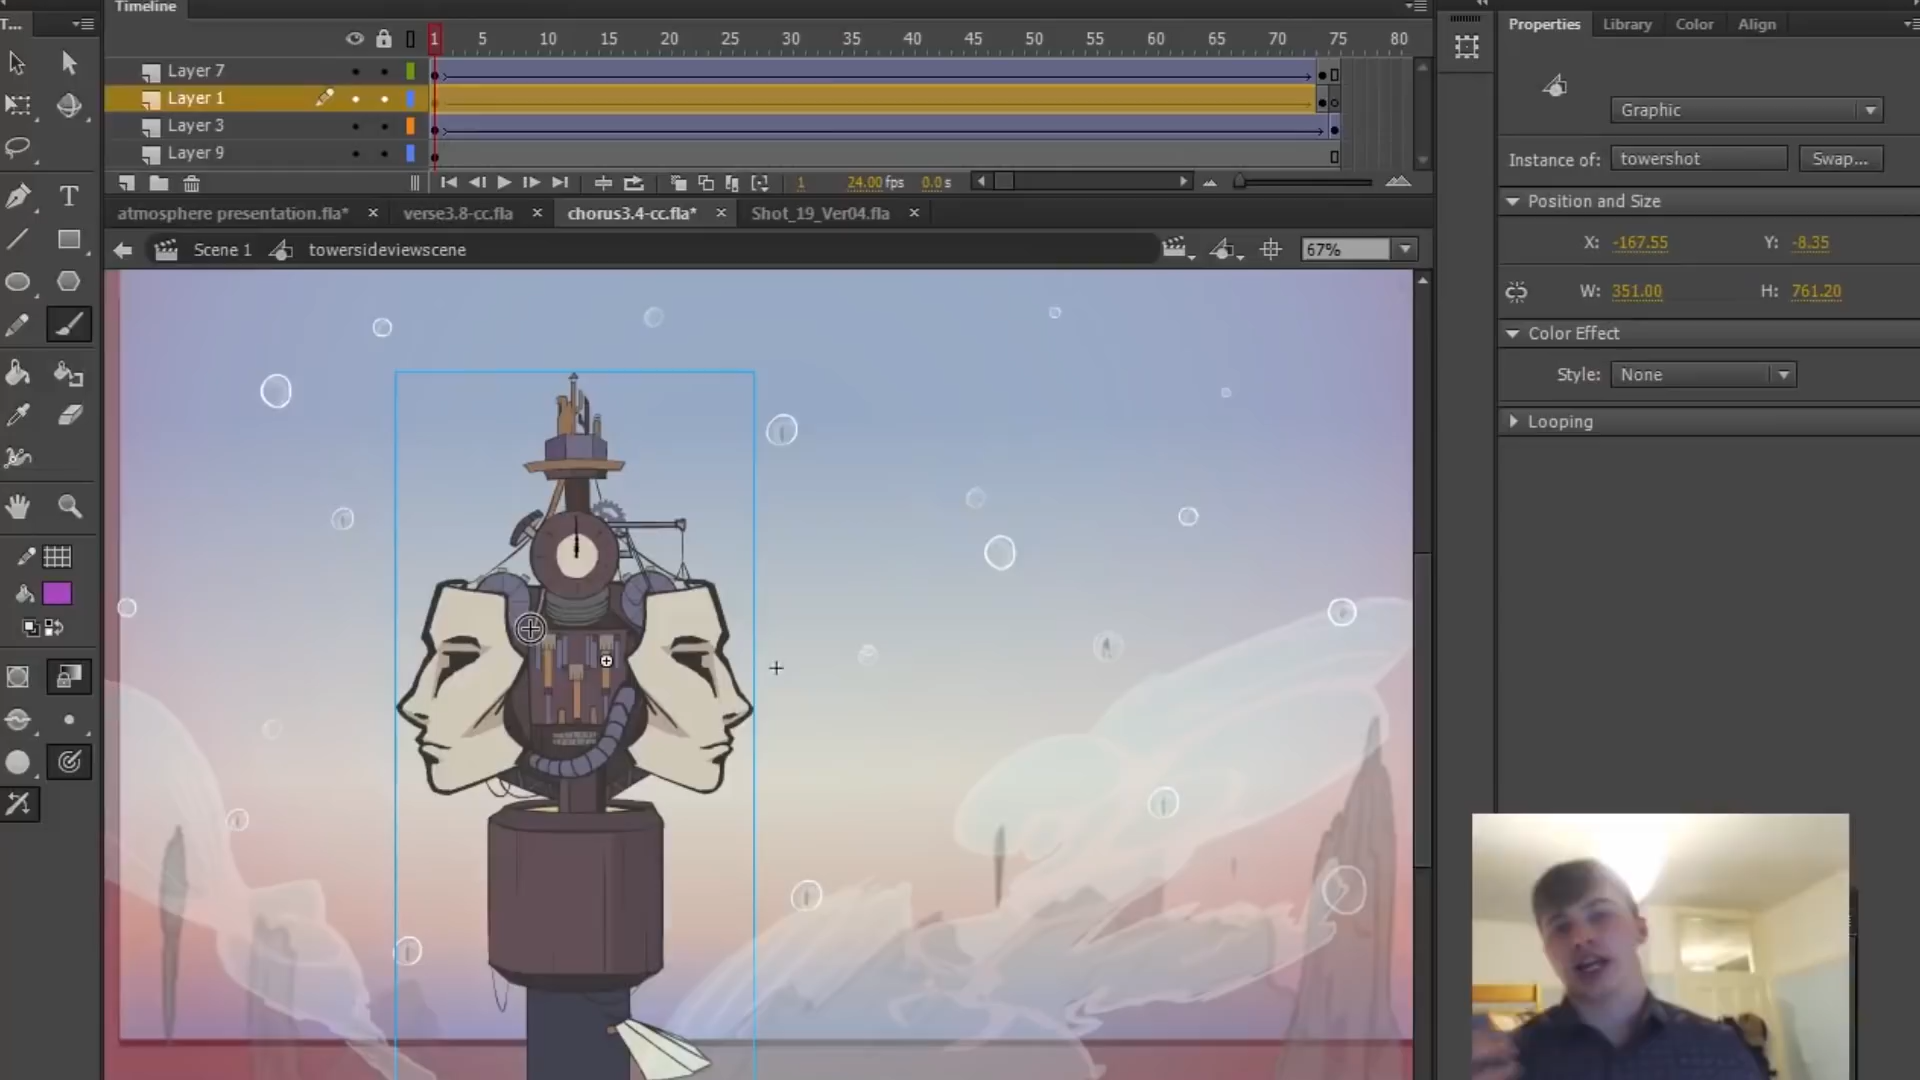 Timeline
T...
1 5 10 15 20 25 30 35 40 45 50 55 60 65 70 75 80
Layer 7
Layer 1
Layer 3
Layer 9
1 24.00 fps 0.0 s
atmosphere presentation.fla* verse3.8-cc.fla chorus3.4-cc.fla* Shot_19_Ver04.fla
Scene 1 towersideviewscene 67%
Properties Library Color Align
Graphic
Instance of: towershot Swap...
Position and Size
X: -167.55 Y: -8.35
W: 351.00 H: 761.20
Color Effect
Style: None
Looping